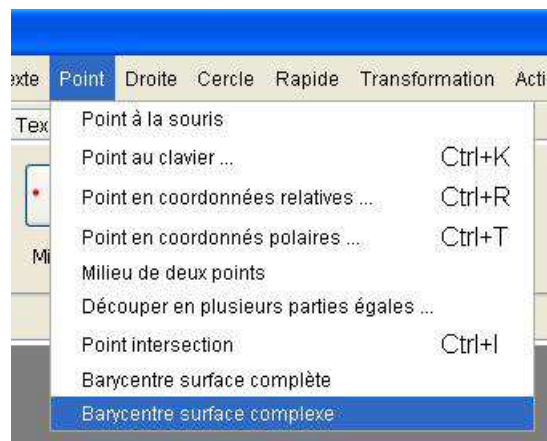 Point Droite Cercle Rapide Transformation
Point à la souris
Point au clavier ... Ctrl+K
Point en coordonnées relatives ... Ctrl+R
Point en coordonnés polaires ... Ctrl+T
Milieu de deux points
Découper en plusieurs parties égales ...
Point intersection Ctrl+I
Barycentre surface complète
Barycentre surface complexe